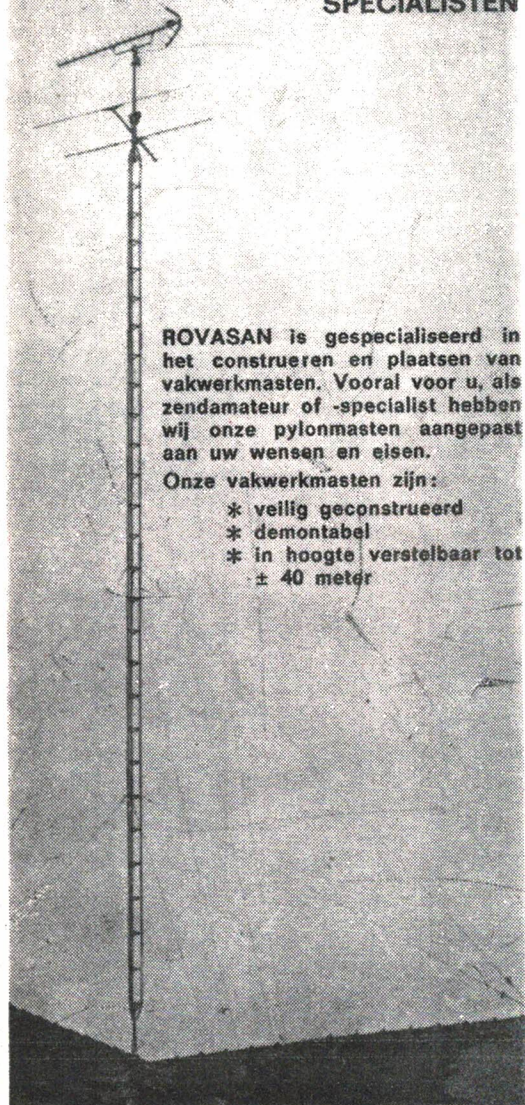 SPECIALISTEN
ROVASAN is gespecialiseerd in
het construeren en plaatsen van
vakwerkmasten. Vooral voor u, als
zendamateur of -specialist hebben
wij onze pylonmasten aangepast
aan uw wensen en eisen.
Onze vakwerkmasten zijn:
* veilig geconstrueerd
* demontabel
* in hoogte verstelbaar tot
± 40 meter